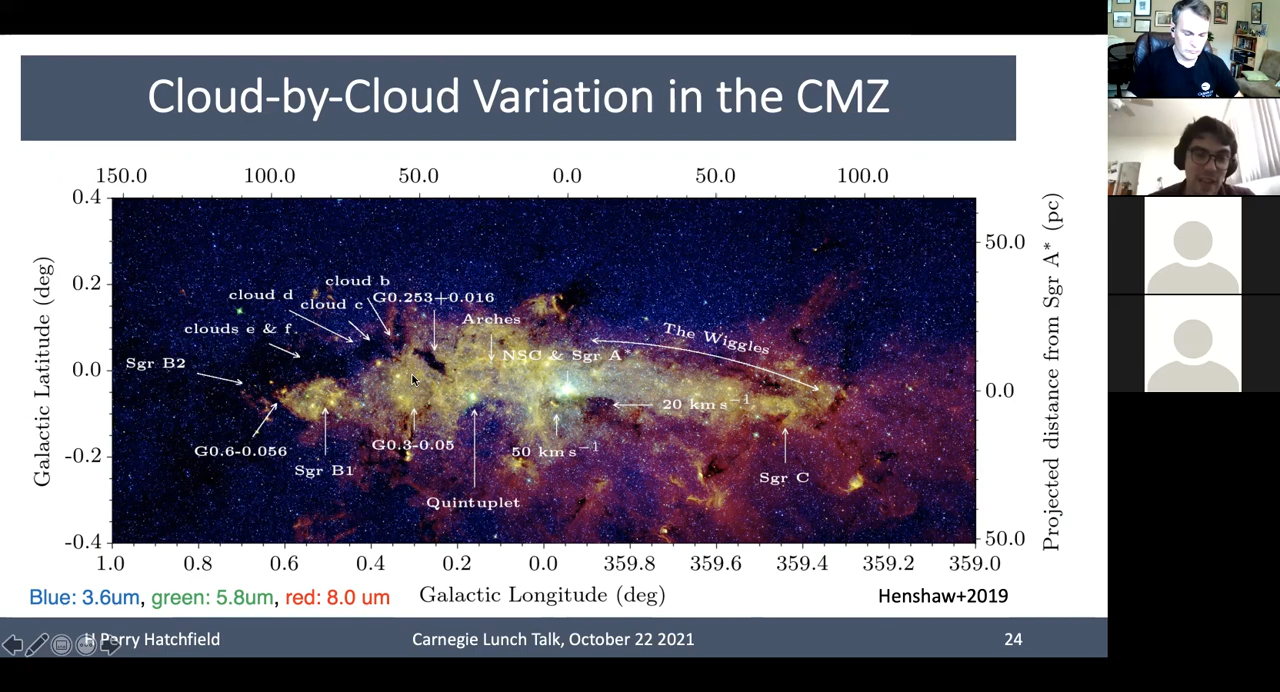 Cloud-by-Cloud Variation in the CMZ
150.0 100.0 50.0 0.0 50.0 100.0
0.4
0.2
0.0
-0.2
-0.4
Galactic Latitude (deg)
50.0
0.0
50.0
Projected distance from Sgr A* (pc)
cloud b
cloud d
cloud c
G0.253+0.016
clouds e & f
Arches
The Wiggles
Sgr B2
NSC & Sgr A*
20 km s⁻¹
G0.6-0.056
G0.3-0.05
50 km s⁻¹
Sgr B1
Sgr C
Quintuplet
1.0 0.8 0.6 0.4 0.2 0.0 359.8 359.6 359.4 359.2 359.0
Galactic Longitude (deg)
Blue: 3.6um, green: 5.8um, red: 8.0 um
Henshaw+2019
H Perry Hatchfield
Carnegie Lunch Talk, October 22 2021
24